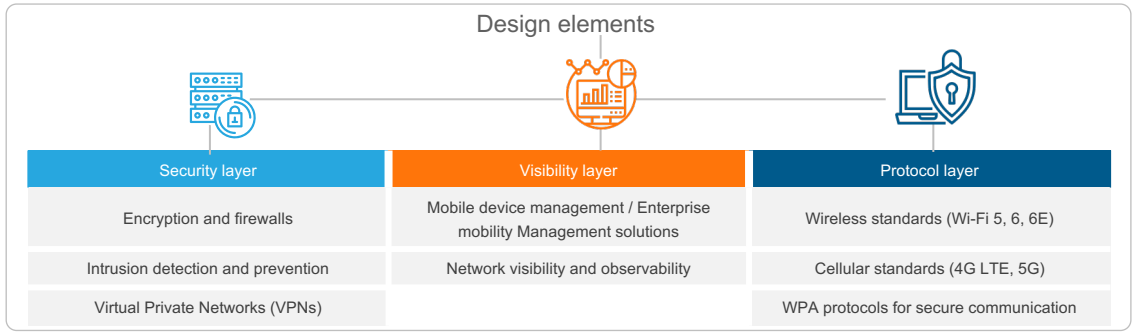 Design elements
Security layer
Visibility layer
Protocol layer
Encryption and firewalls
Mobile device management / Enterprise
mobility Management solutions
Wireless standards (Wi-Fi 5, 6, 6E)
Intrusion detection and prevention
Network visibility and observability
Cellular standards (4G LTE, 5G)
Virtual Private Networks (VPNs)
WPA protocols for secure communication